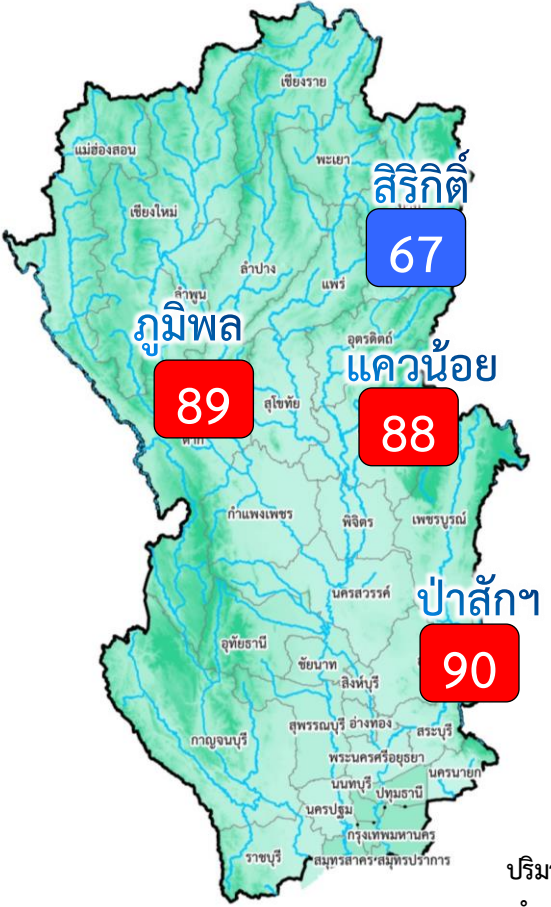 เชียงราย
แม่ฮ่องสอน
พะเยา
สิริกิติ์
เชียงใหม่
67
ลำปาง
แพร่
ลำพูน
ภูมิพล
อุตรดิตถ์
แควน้อย
89
สุโขทัย
88
ตาก
กำแพงเพชร
พิจิตร
เพชรบูรณ์
นครสวรรค์
ป่าสักฯ
อุทัยธานี
ชัยนาท
90
สิงห์บุรี
สุพรรณบุรี อ่างทอง
สระบุรี
กาญจนบุรี
พระนครศรีอยุธยา
นครนายก
นนทบุรี
ปทุมธานี
นครปฐม
กรุงเทพมหานคร
ราชบุรี
สมุทรสาคร สมุทรปราการ